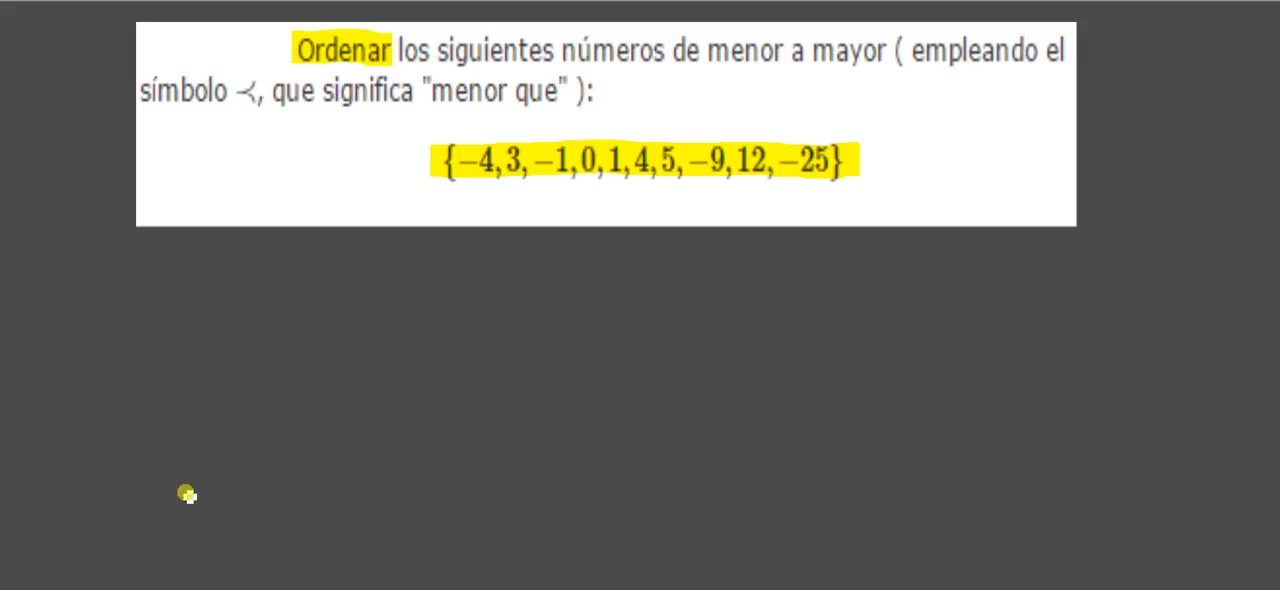 Ordenar los siguientes números de menor a mayor ( empleando el
símbolo ≺, que significa "menor que" ):
{−4, 3, −1, 0, 1, 4, 5, −9, 12, −25}